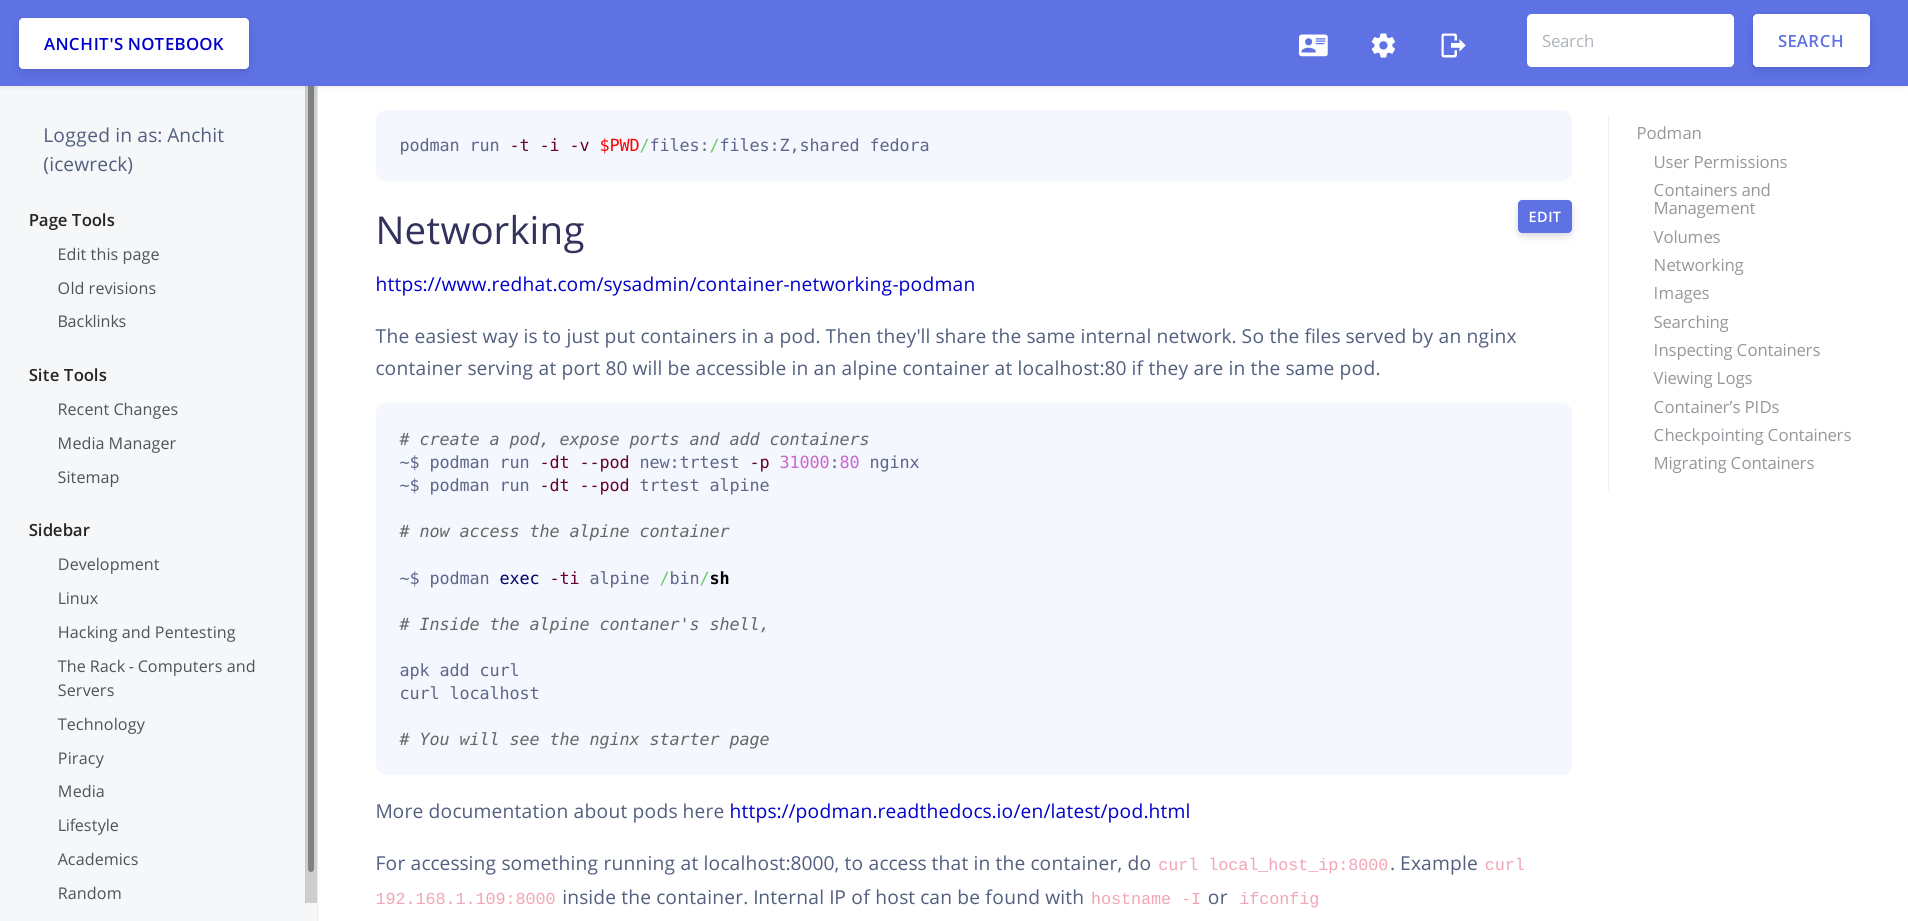 ANCHIT'S NOTEBOOK
Search
SEARCH
Logged in as: Anchit
(icewreck)
Page Tools
Edit this page
Old revisions
Backlinks
Site Tools
Recent Changes
Media Manager
Sitemap
Sidebar
Development
Linux
Hacking and Pentesting
The Rack - Computers and
Servers
Technology
Piracy
Media
Lifestyle
Academics
Random
podman run -t -i -v $PWD/files:/files:Z,shared fedora
Networking
EDIT
https://www.redhat.com/sysadmin/container-networking-podman
The easiest way is to just put containers in a pod. Then they'll share the same internal network. So the files served by an nginx
container serving at port 80 will be accessible in an alpine container at localhost:80 if they are in the same pod.
# create a pod, expose ports and add containers
~$ podman run -dt --pod new:trtest -p 31000:80 nginx
~$ podman run -dt --pod trtest alpine
# now access the alpine container
~$ podman exec -ti alpine /bin/sh
# Inside the alpine contaner's shell,
apk add curl
curl localhost
# You will see the nginx starter page
More documentation about pods here https://podman.readthedocs.io/en/latest/pod.html
For accessing something running at localhost:8000, to access that in the container, do curl local_host_ip:8000. Example curl
192.168.1.109:8000 inside the container. Internal IP of host can be found with hostname -I or ifconfig
Podman
User Permissions
Containers and
Management
Volumes
Networking
Images
Searching
Inspecting Containers
Viewing Logs
Container’s PIDs
Checkpointing Containers
Migrating Containers